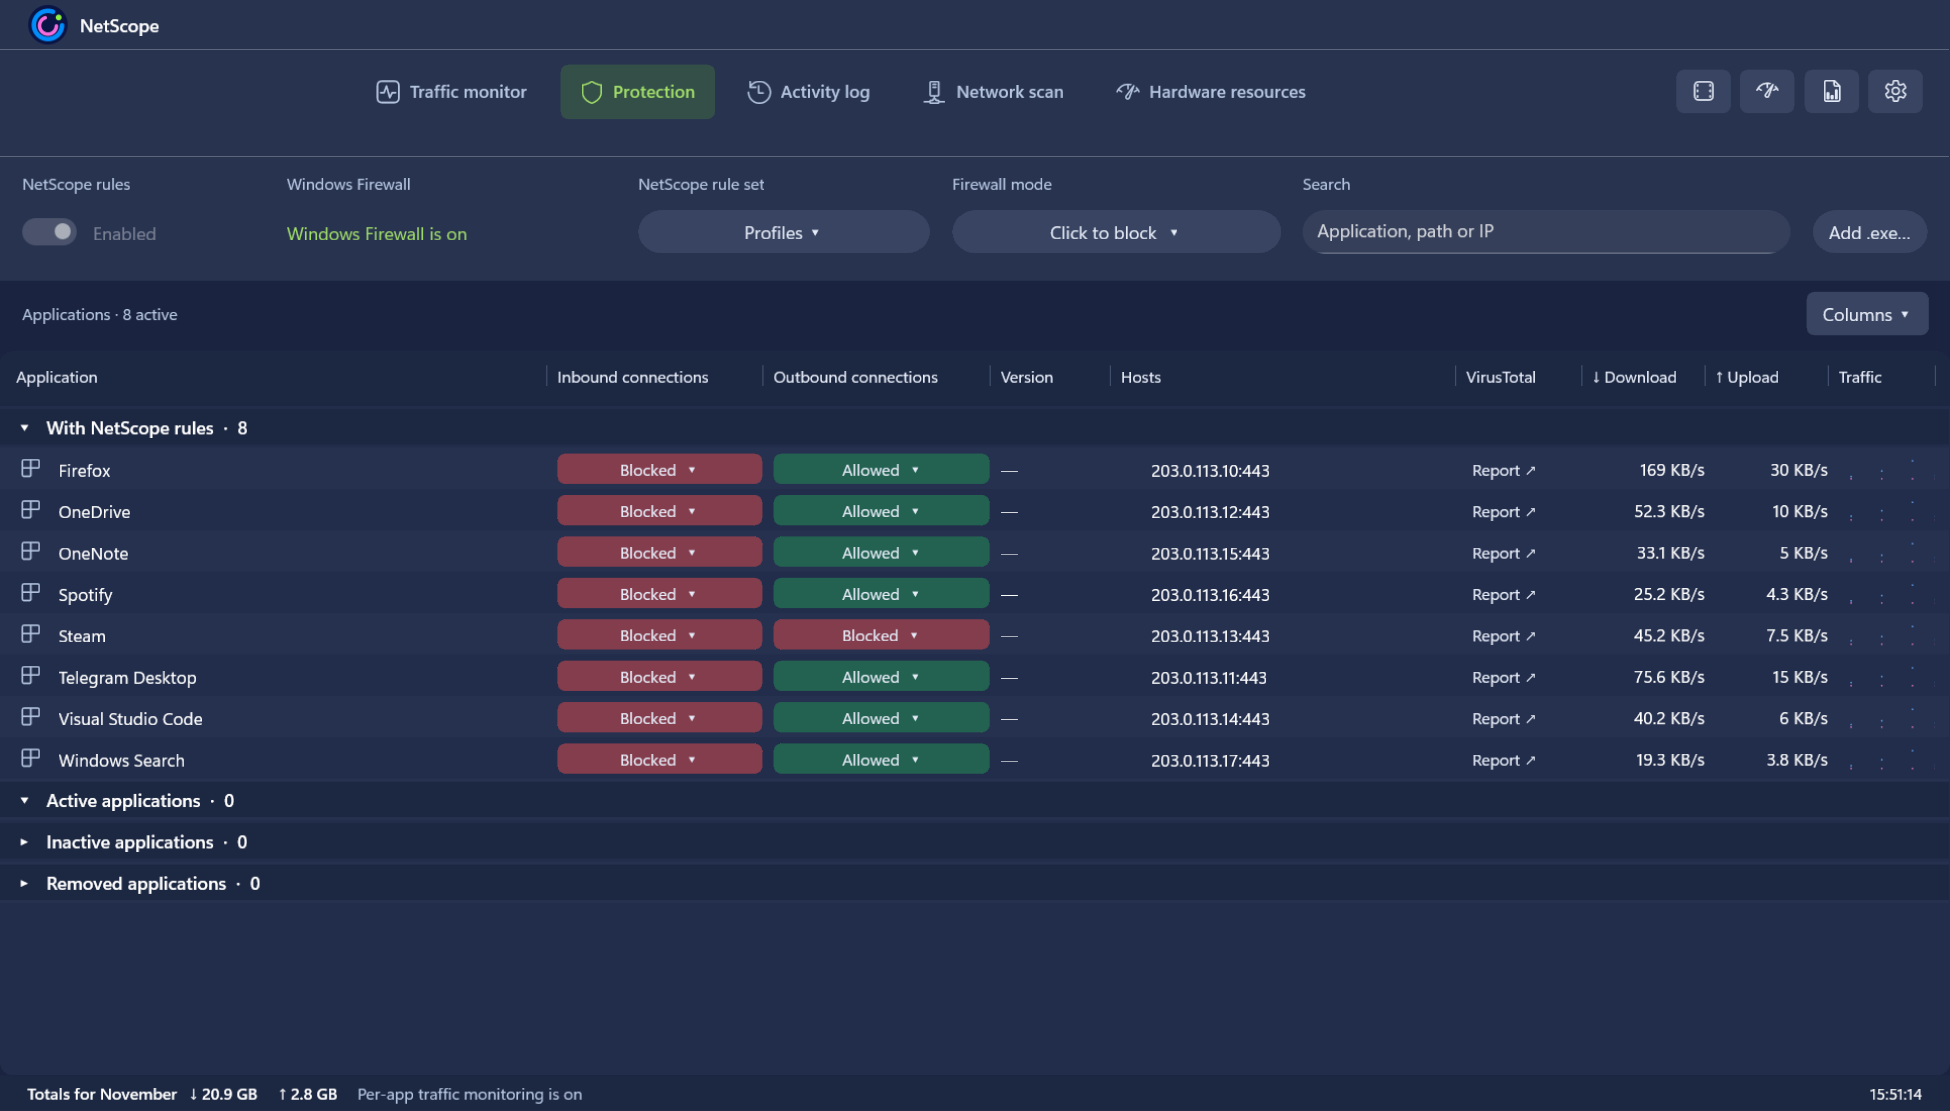 NetScope
Traffic monitor Protection Activity log Network scan Hardware resources
NetScope rules Windows Firewall NetScope rule set Firewall mode Search
Enabled Windows Firewall is on Profiles ▾ Click to block ▾ Application, path or IP Add .exe...
Applications · 8 active Columns ▾
Application Inbound connections Outbound connections Version Hosts VirusTotal ↓ Download ↑ Upload Traffic
▾ With NetScope rules · 8
Firefox Blocked ▾ Allowed ▾ — 203.0.113.10:443 Report ↗ 169 KB/s 30 KB/s
OneDrive Blocked ▾ Allowed ▾ — 203.0.113.12:443 Report ↗ 52.3 KB/s 10 KB/s
OneNote Blocked ▾ Allowed ▾ — 203.0.113.15:443 Report ↗ 33.1 KB/s 5 KB/s
Spotify Blocked ▾ Allowed ▾ — 203.0.113.16:443 Report ↗ 25.2 KB/s 4.3 KB/s
Steam Blocked ▾ Blocked ▾ — 203.0.113.13:443 Report ↗ 45.2 KB/s 7.5 KB/s
Telegram Desktop Blocked ▾ Allowed ▾ — 203.0.113.11:443 Report ↗ 75.6 KB/s 15 KB/s
Visual Studio Code Blocked ▾ Allowed ▾ — 203.0.113.14:443 Report ↗ 40.2 KB/s 6 KB/s
Windows Search Blocked ▾ Allowed ▾ — 203.0.113.17:443 Report ↗ 19.3 KB/s 3.8 KB/s
▾ Active applications · 0
▸ Inactive applications · 0
▸ Removed applications · 0
Totals for November ↓ 20.9 GB ↑ 2.8 GB Per-app traffic monitoring is on 15:51:14